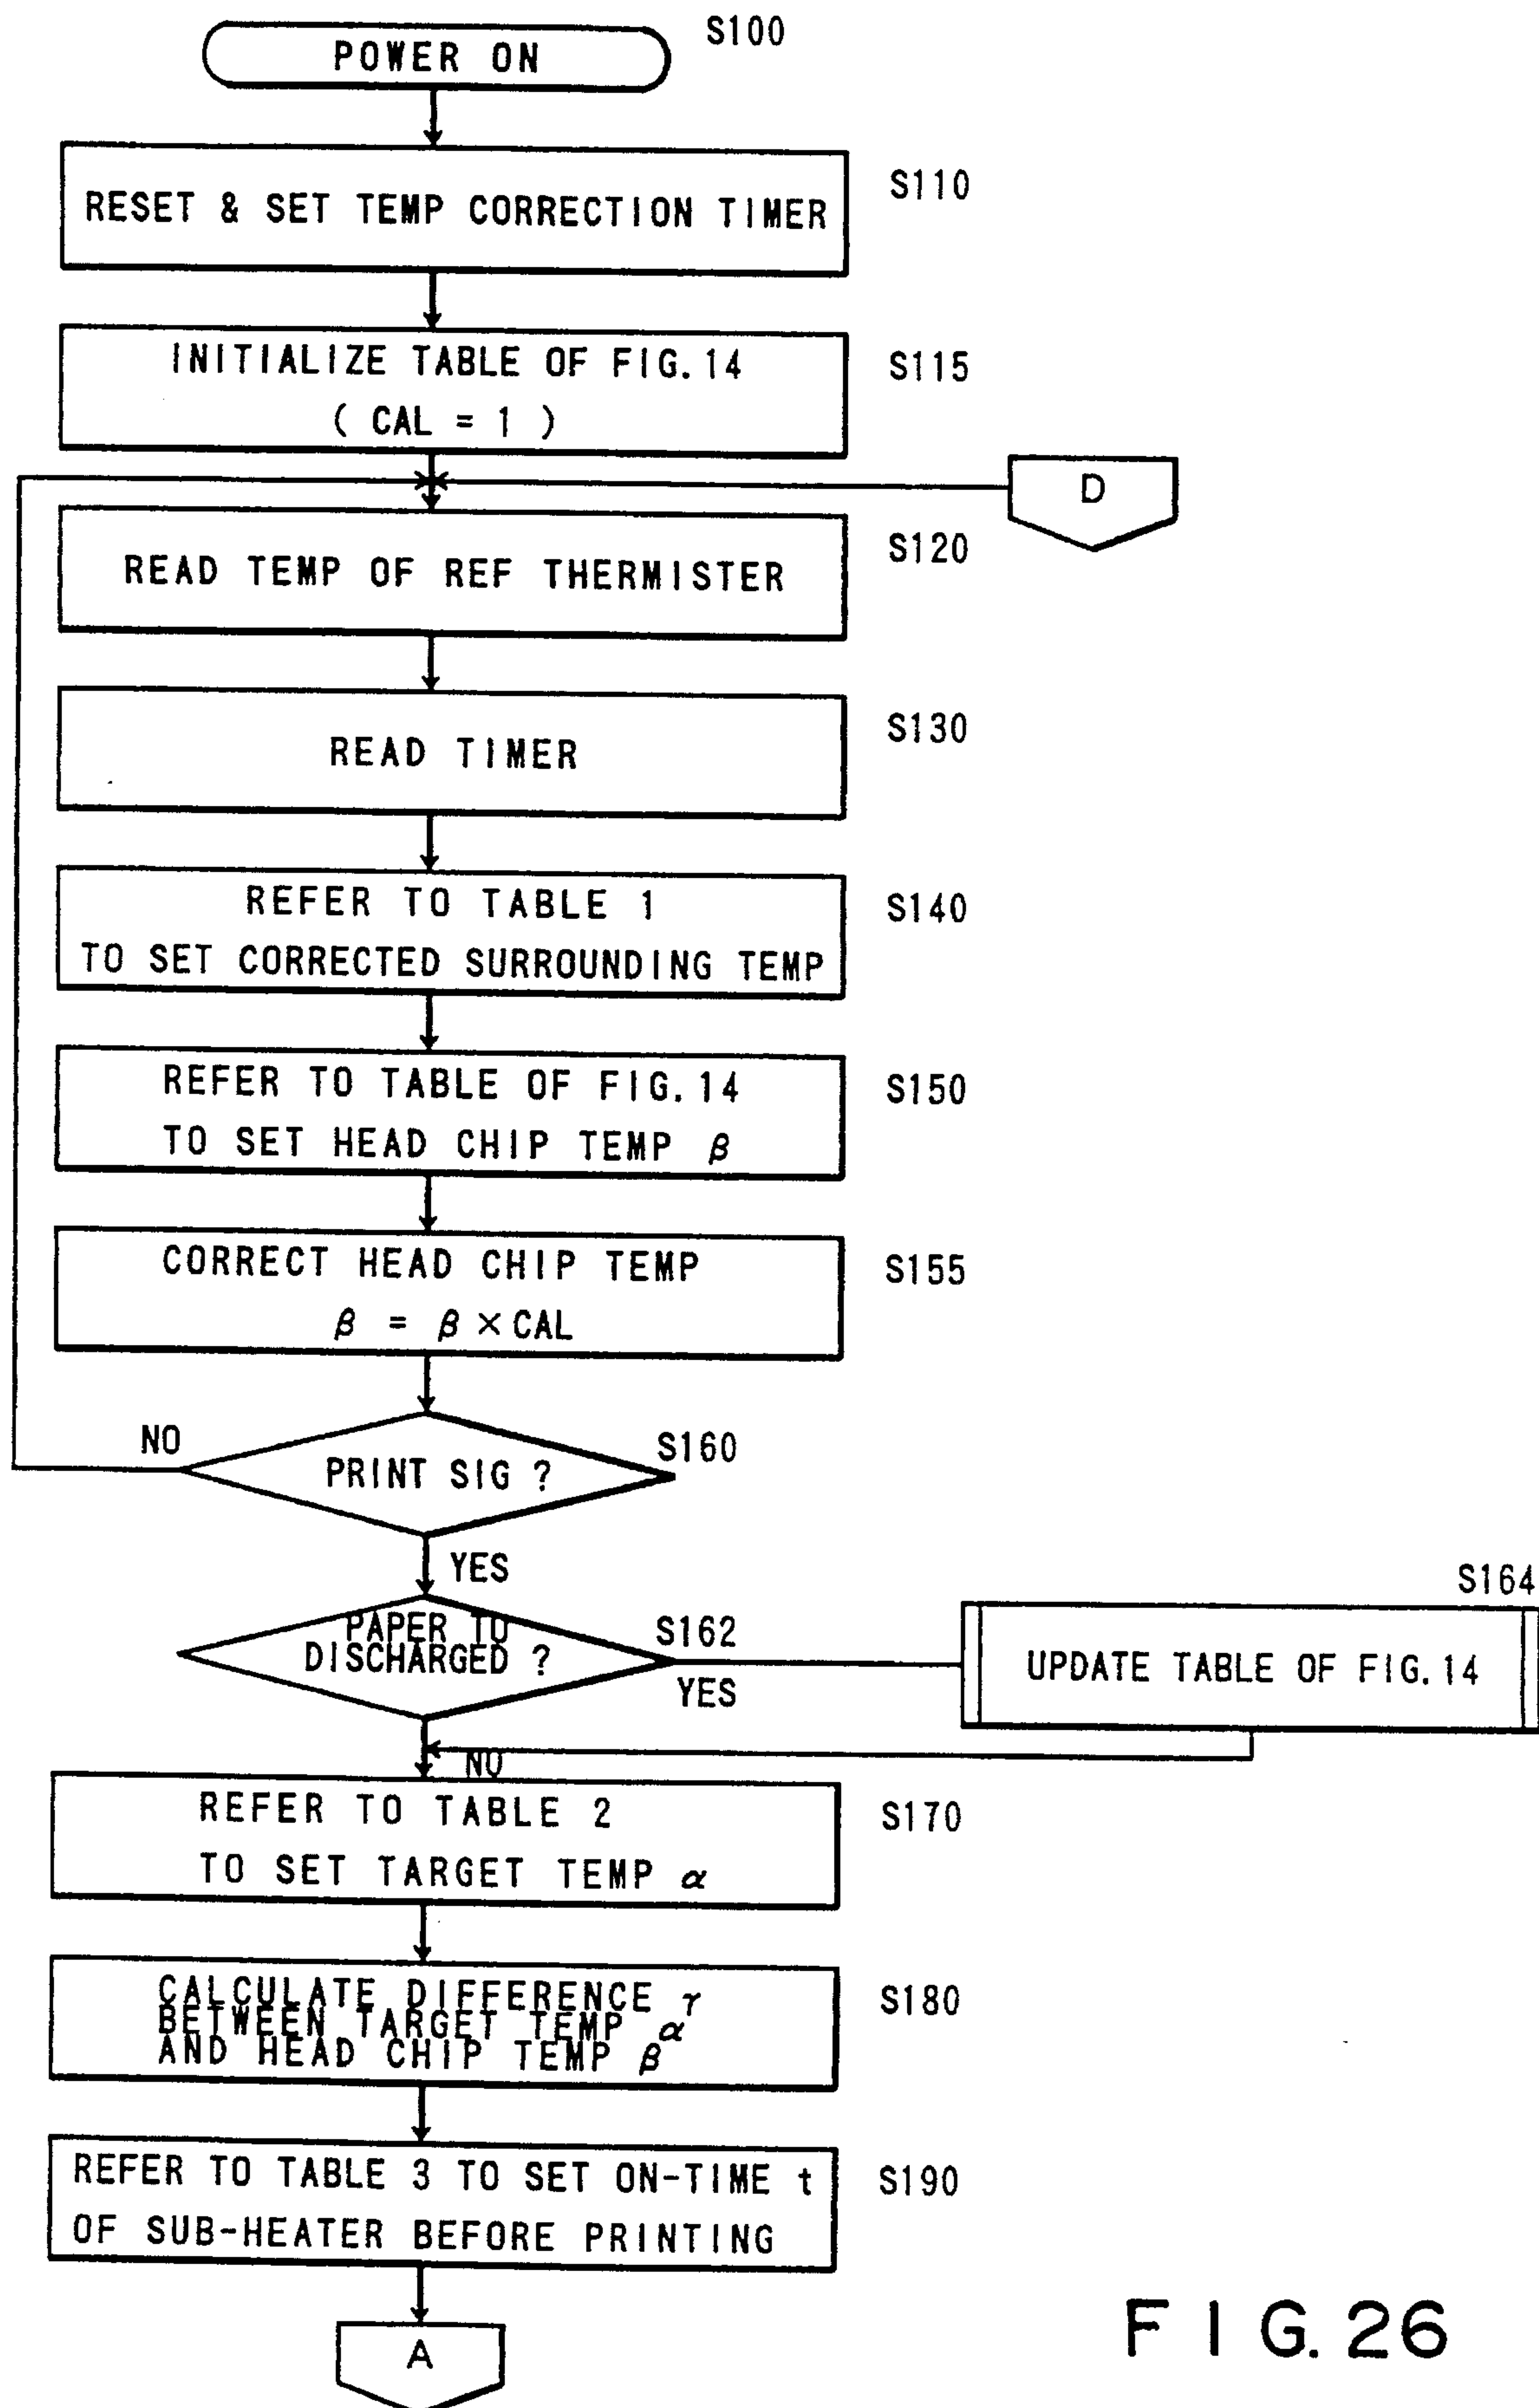 POWER ON
S100
RESET & SET TEMP CORRECTION TIMER
S110
INITIALIZE TABLE OF FIG.14
( CAL = 1 )
S115
D
READ TEMP OF REF THERMISTER
S120
READ TIMER
S130
REFER TO TABLE 1
TO SET CORRECTED SURROUNDING TEMP
S140
REFER TO TABLE OF FIG.14
TO SET HEAD CHIP TEMP β
S150
CORRECT HEAD CHIP TEMP
β = β × CAL
S155
NO
PRINT SIG ?
S160
YES
PAPER TO
DISCHARGED ?
S162
YES
S164
UPDATE TABLE OF FIG.14
NO
REFER TO TABLE 2
TO SET TARGET TEMP α
S170
CALCULATE DIFFERENCE γ
BETWEEN TARGET TEMP α
AND HEAD CHIP TEMP β
S180
REFER TO TABLE 3 TO SET ON-TIME t
OF SUB-HEATER BEFORE PRINTING
S190
A
FIG. 26